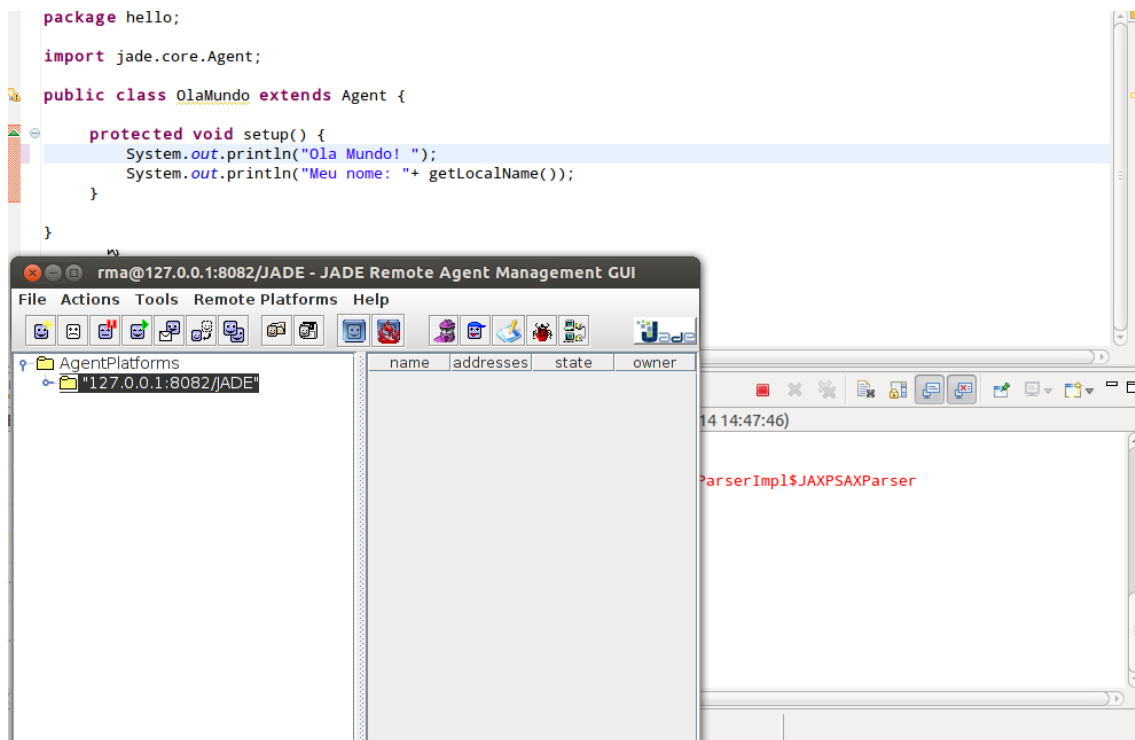 package hello;
import jade.core.Agent;
public class OlaMundo extends Agent {
protected void setup() {
System.out.println("Ola Mundo! ");
System.out.println("Meu nome: "+ getLocalName());
}
}
rma@127.0.0.1:8082/JADE - JADE Remote Agent Management GUI
File Actions Tools Remote Platforms Help
Jade
AgentPlatforms
"127.0.0.1:8082/JADE"
name addresses state owner
14 14:47:46)
ParserImpl$JAXPSAXParser